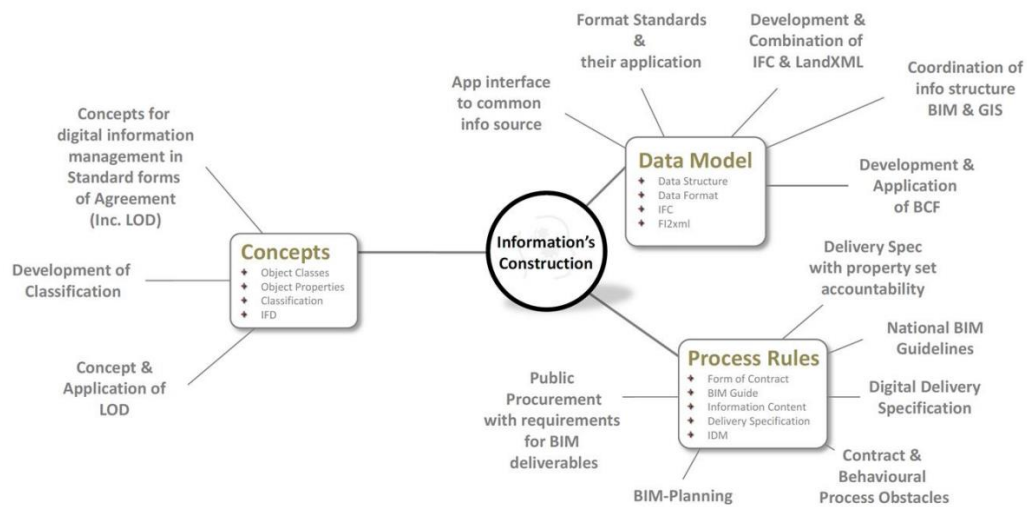 Format Standards
&
their application
Development &
Combination of
IFC & LandXML
Coordination of
info structure
BIM & GIS
App interface
to common
info source
Concepts for
digital information
management in
Standard forms
of Agreement
(Inc. LOD)
Data Model
Data Structure
Data Format
IFC
FI2xml
Development &
Application
of BCF
Information's
Construction
Concepts
Object Classes
Object Properties
Classification
IFD
Development of
Classification
Concept &
Application of
LOD
Delivery Spec
with property set
accountability
National BIM
Guidelines
Process Rules
Form of Contract
BIM Guide
Information Content
Delivery Specification
IDM
Public
Procurement
with requirements
for BIM
deliverables
Digital Delivery
Specification
Contract &
Behavioural
Process Obstacles
BIM-Planning